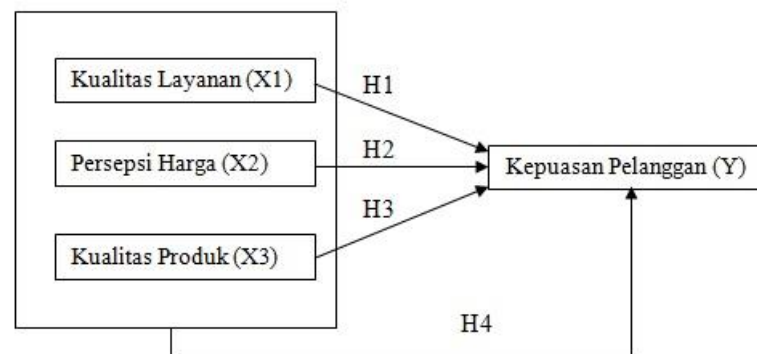 Kualitas Layanan (X1)
H1
Persepsi Harga (X2)
H2
Kepuasan Pelanggan (Y)
H3
Kualitas Produk (X3)
H4